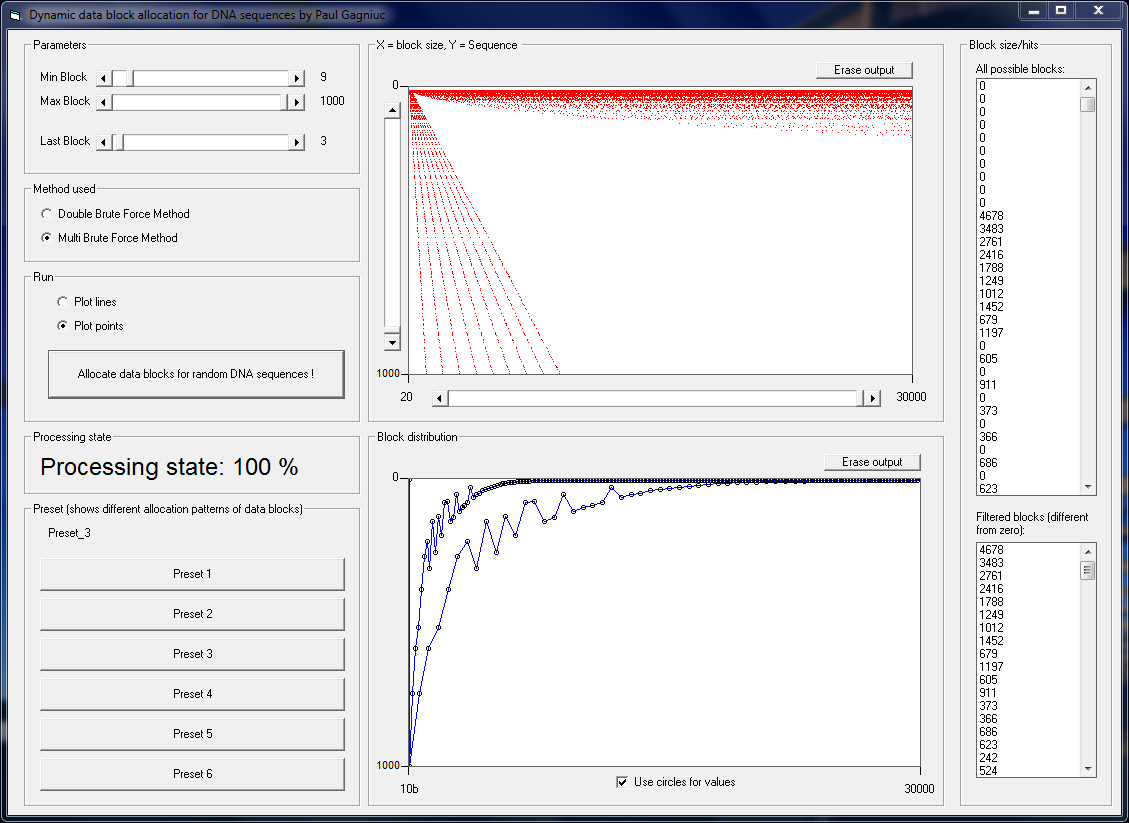 Dynamic data block allocation for DNA sequences by Paul Gagniuc
Parameters
Min Block 9
Max Block 1000
Last Block 3
Method used
Double Brute Force Method
Multi Brute Force Method
Run
Plot lines
Plot points
Allocate data blocks for random DNA sequences !
Processing state
Processing state: 100 %
Preset (shows different allocation patterns of data blocks)
Preset_3
Preset 1
Preset 2
Preset 3
Preset 4
Preset 5
Preset 6
X = block size, Y = Sequence
Erase output
0
1000
20 30000
Block distribution
Erase output
0
1000
Use circles for values
10b 30000
Block size/hits
All possible blocks:
0
0
0
0
0
0
0
0
0
0
4678
3483
2761
2416
1788
1249
1012
1452
679
1197
0
605
0
911
0
373
0
366
0
686
0
623
Filtered blocks (different
from zero):
4678
3483
2761
2416
1788
1249
1012
1452
679
1197
605
911
373
366
686
623
242
524